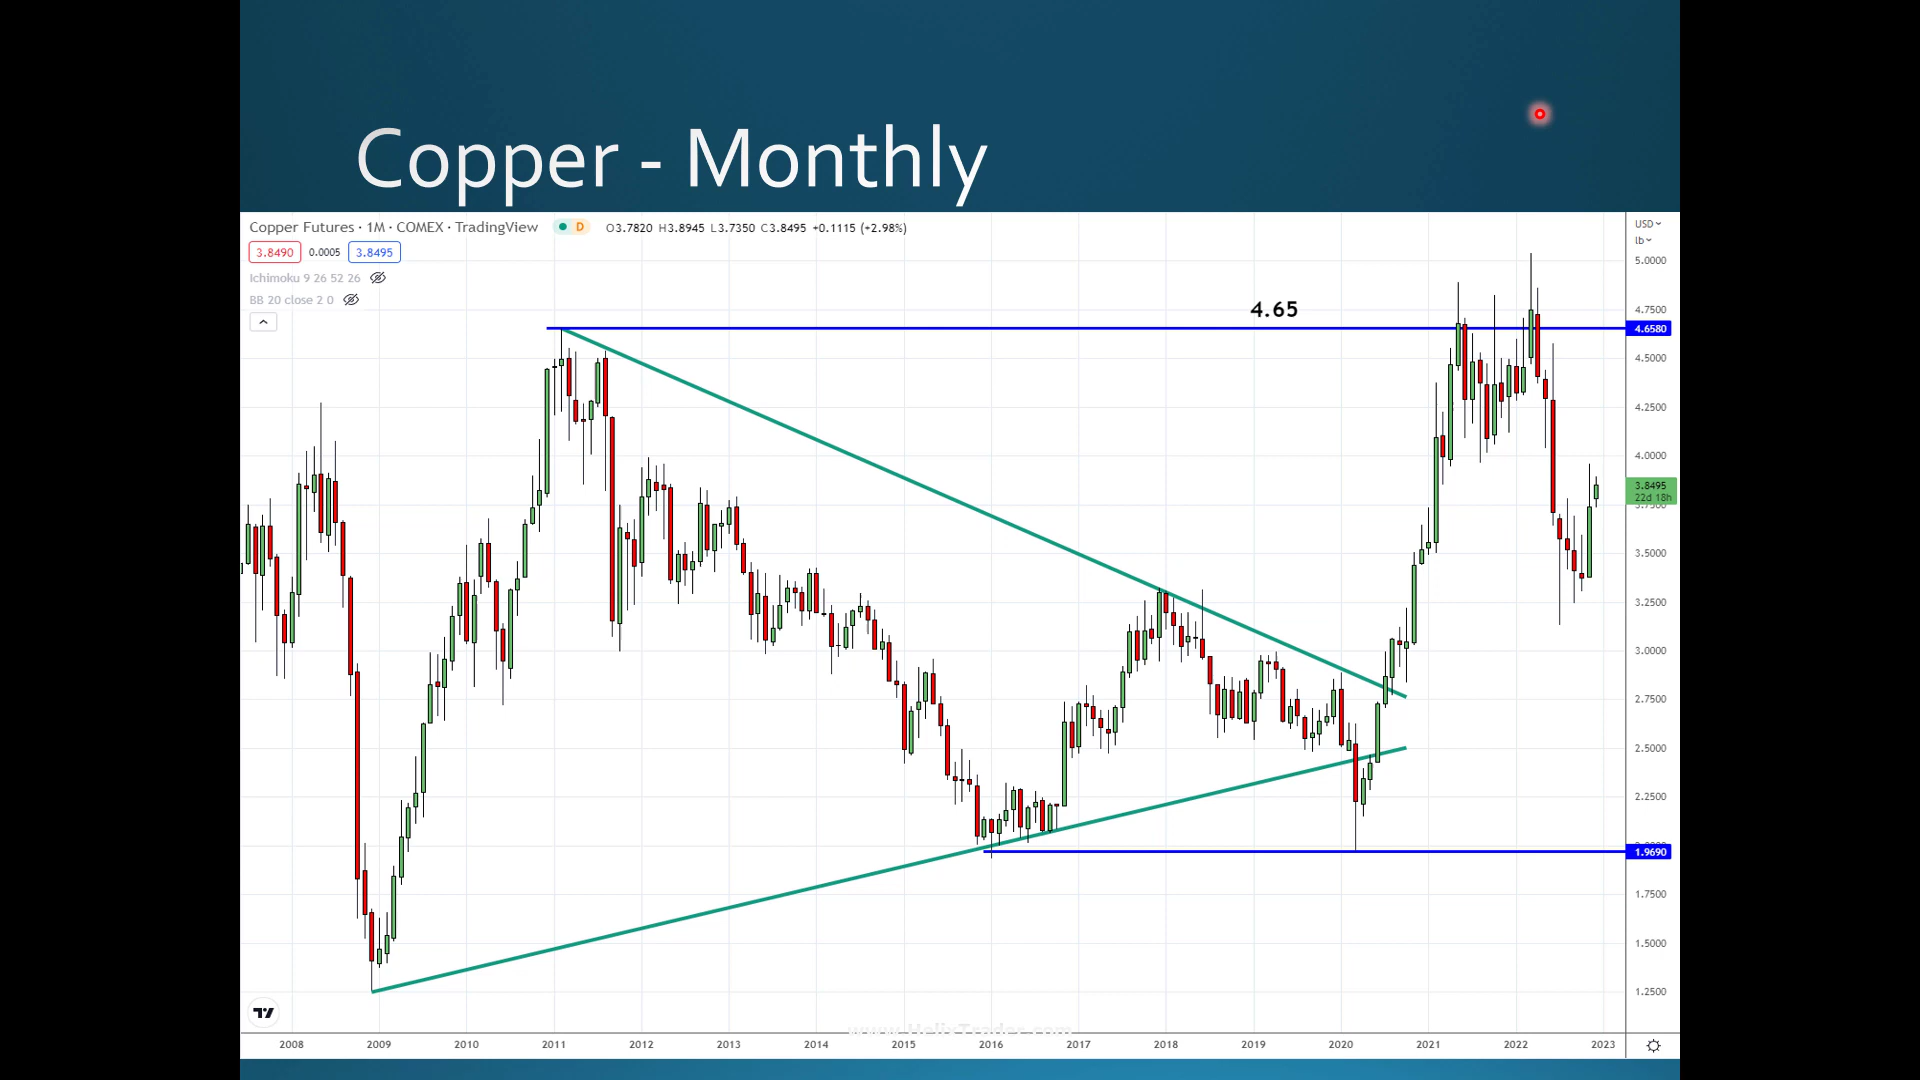 Copper - Monthly
Copper Futures · 1M · COMEX · TradingView D O3.7820 H3.8945 L3.7350 C3.8495 +0.1115 (+2.98%)
3.8490 0.0005 3.8495
Ichimoku 9 26 52 26
BB 20 close 2 0
4.65
USD
lb
5.0000
4.7500
4.6580
4.5000
4.2500
4.0000
3.8495
22d 18h
3.5000
3.2500
3.0000
2.7500
2.5000
2.2500
1.9690
1.7500
1.5000
1.2500
www.HelixTrader.com
2008 2009 2010 2011 2012 2013 2014 2015 2016 2017 2018 2019 2020 2021 2022 2023